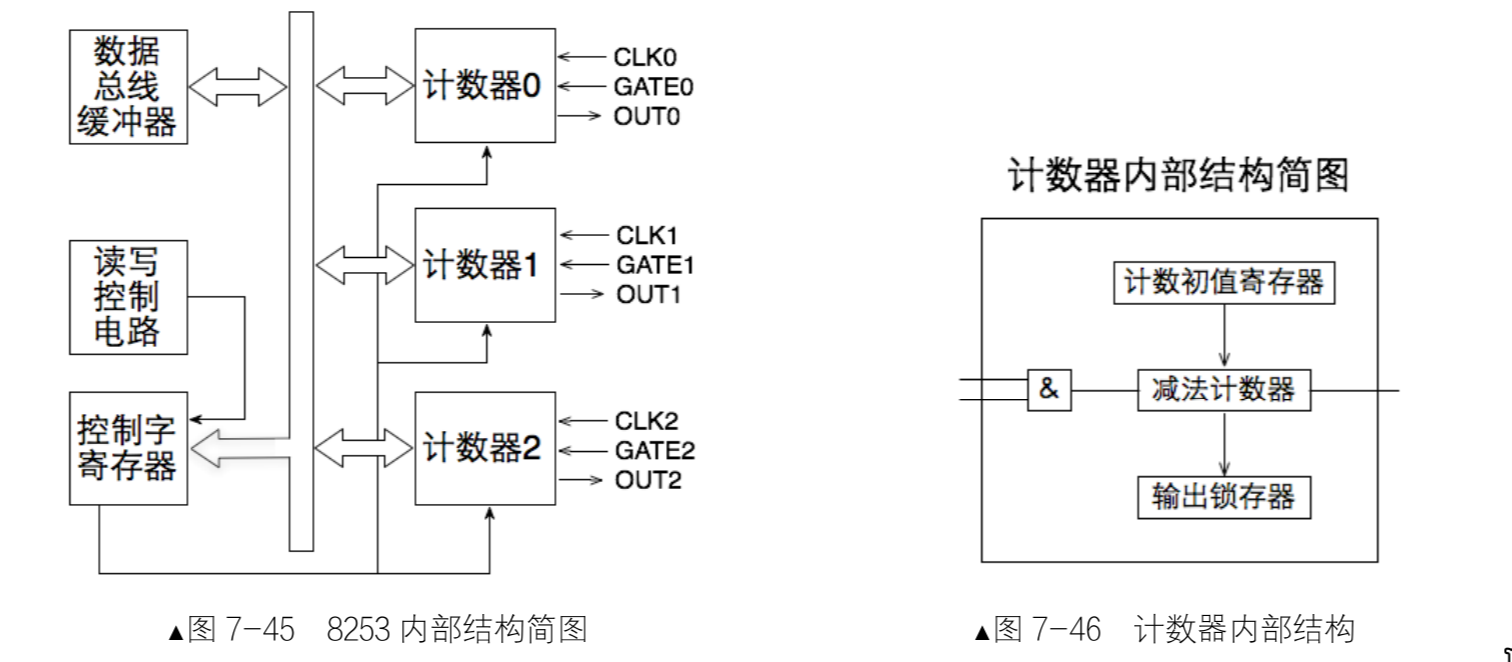 数据
总线
缓冲器
计数器0
CLK0
GATE0
OUT0
读写
控制
电路
计数器1
CLK1
GATE1
OUT1
控制字
寄存器
计数器2
CLK2
GATE2
OUT2
▲图 7-45 8253 内部结构简图
计数器内部结构简图
计数初值寄存器
&
减法计数器
输出锁存器
▲图 7-46 计数器内部结构